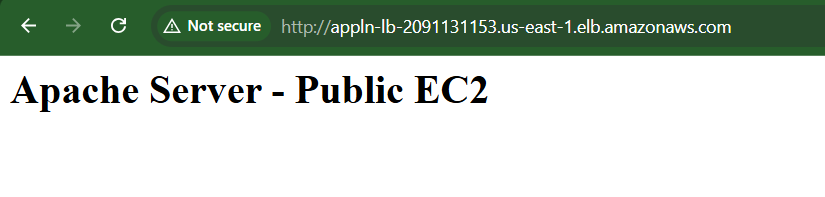 Not secure http://appln-lb-2091131153.us-east-1.elb.amazonaws.com
Apache Server - Public EC2